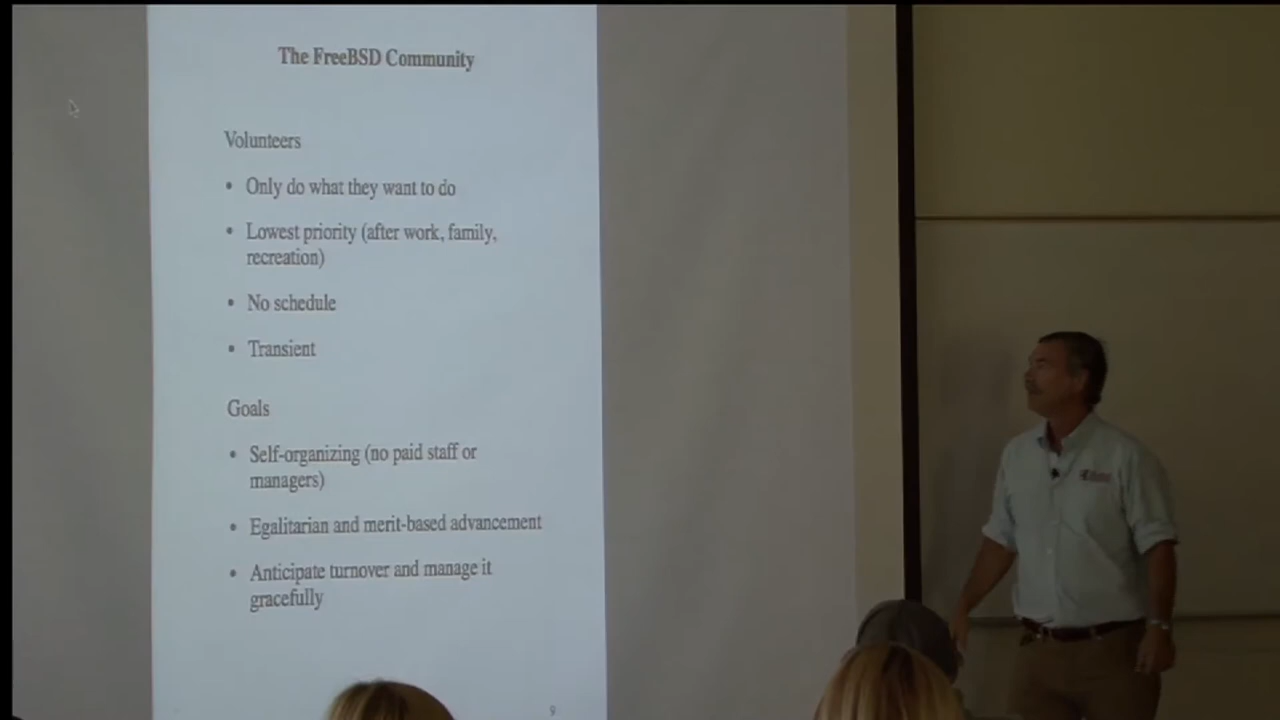 The FreeBSD Community
Volunteers
• Only do what they want to do
• Lowest priority (after work, family,
recreation)
• No schedule
• Transient
Goals
• Self-organizing (no paid staff or
managers)
• Egalitarian and merit-based advancement
• Anticipate turnover and manage it
gracefully
9